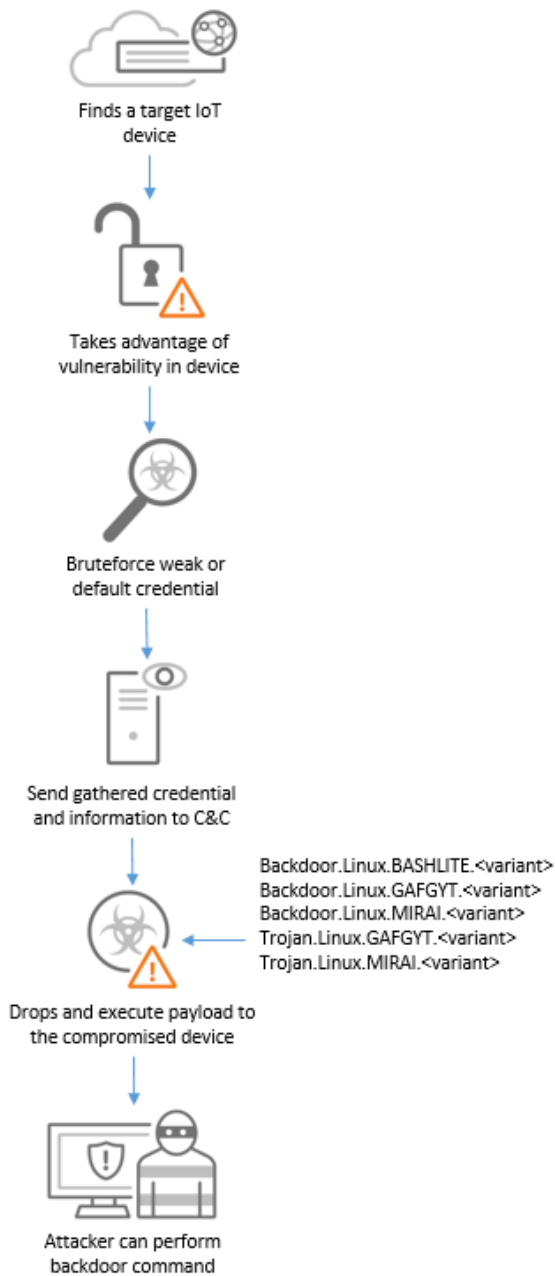 Finds a target IoT
device
Takes advantage of
vulnerability in device
Bruteforce weak or
default credential
Send gathered credential
and information to C&C
Backdoor.Linux.BASHLITE.<variant>
Backdoor.Linux.GAFGYT.<variant>
Backdoor.Linux.MIRAI.<variant>
Trojan.Linux.GAFGYT.<variant>
Trojan.Linux.MIRAI.<variant>
Drops and execute payload to
the compromised device
Attacker can perform
backdoor command